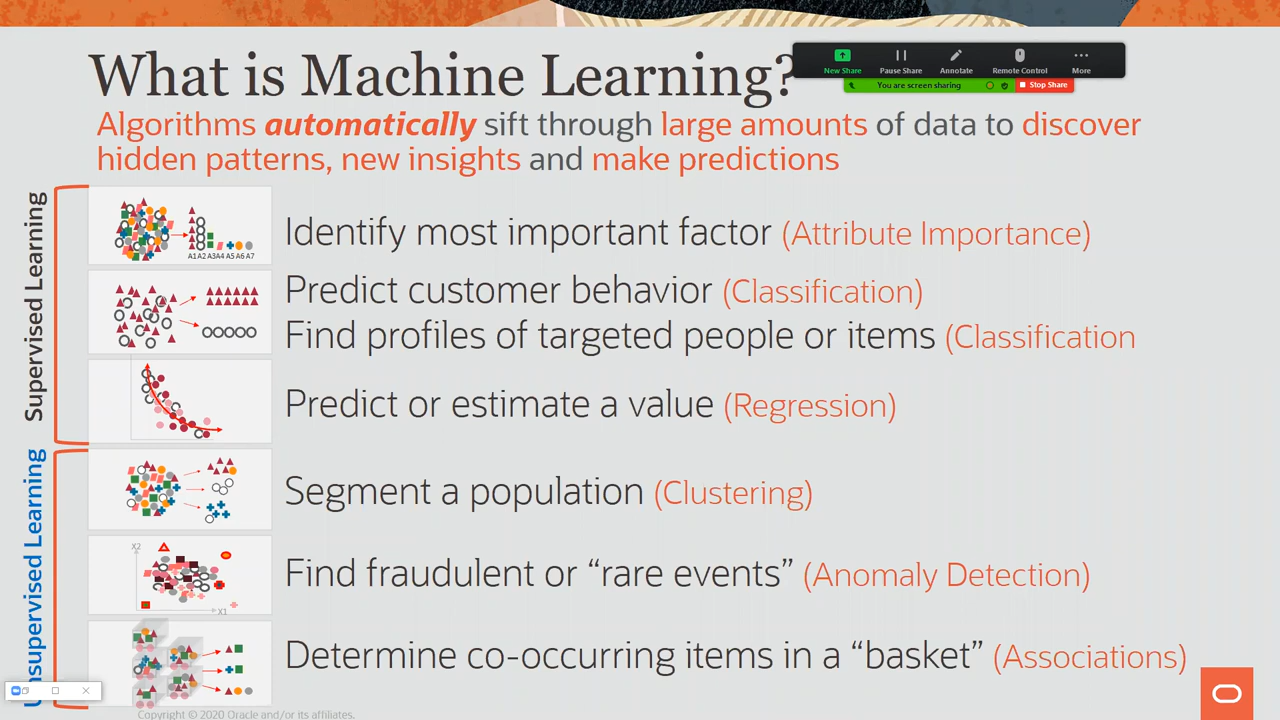 What is Machine Learning?
New Share
Pause Share
Annotate
Remote Control
More
You are screen sharing
Stop Share
Algorithms automatically sift through large amounts of data to discover
hidden patterns, new insights and make predictions
Supervised Learning
A1 A2 A3A4 A5 A6 A7
Identify most important factor (Attribute Importance)
Predict customer behavior (Classification)
Find profiles of targeted people or items (Classification
Predict or estimate a value (Regression)
Unsupervised Learning
Segment a population (Clustering)
X2
X1
Find fraudulent or “rare events” (Anomaly Detection)
Determine co-occurring items in a “basket” (Associations)
Copyright © 2020 Oracle and/or its affiliates.